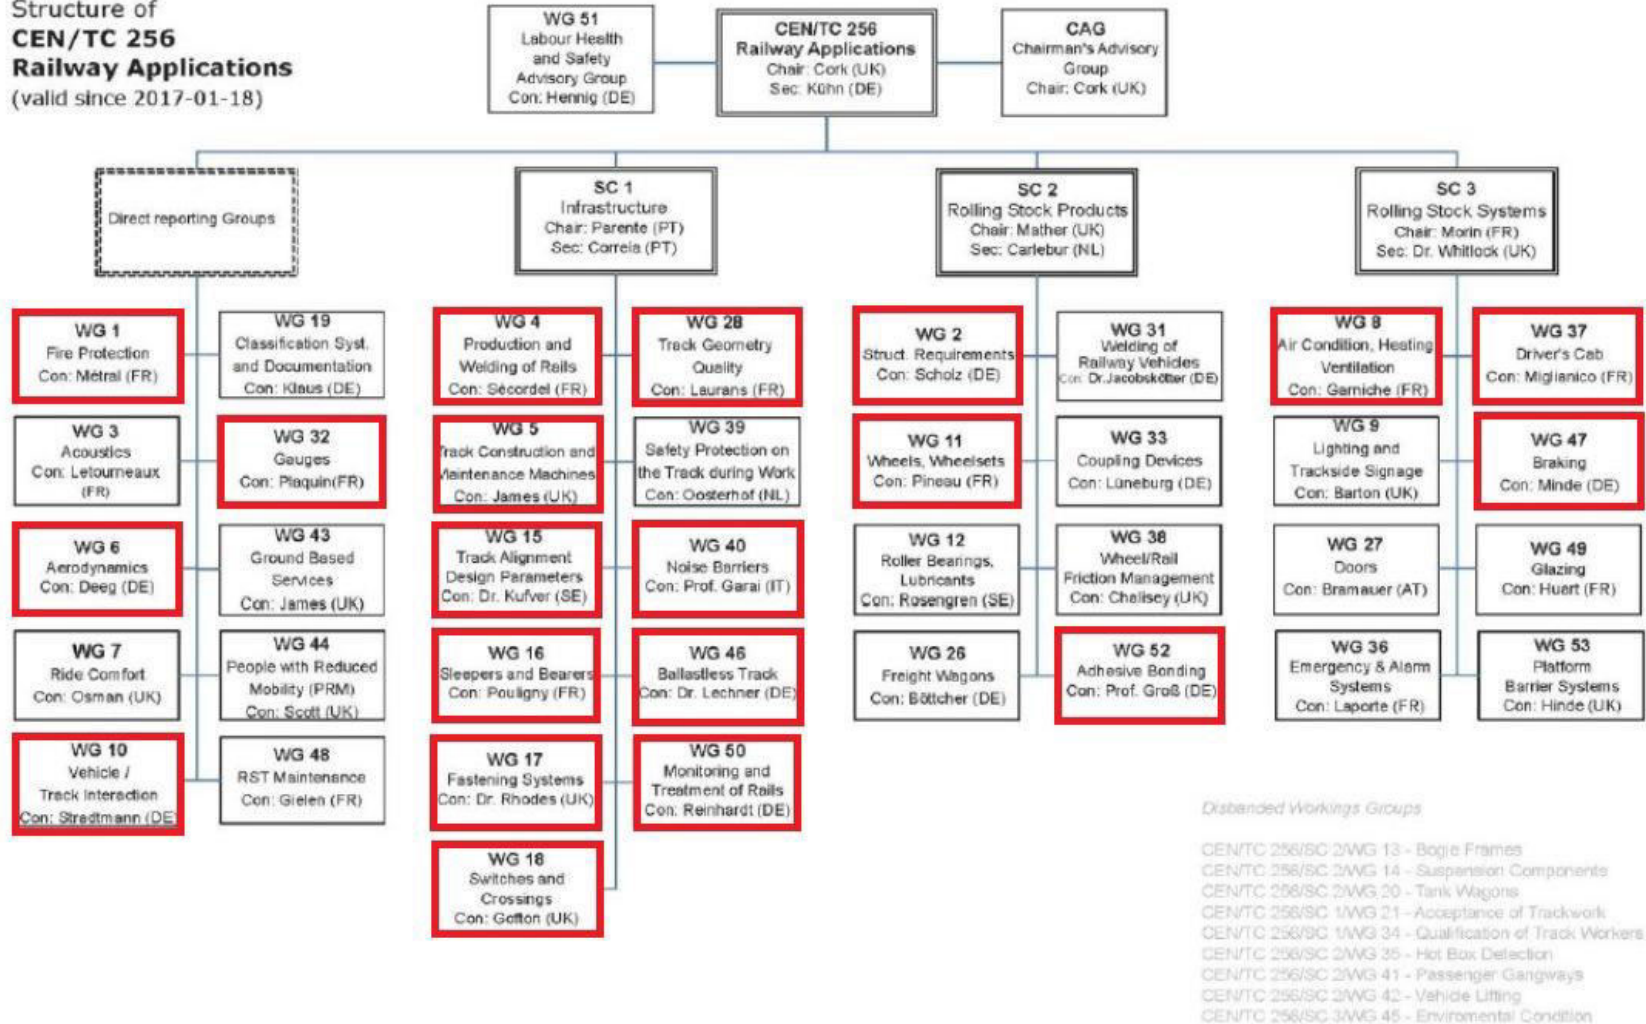 Structure of
CEN/TC 256
Railway Applications
(valid since 2017-01-18)
WG 51
Labour Health
and Safety
Advisory Group
Con: Hennig (DE)
CEN/TC 256
Railway Applications
Chair: Cork (UK)
Sec: Kühn (DE)
CAG
Chairman's Advisory
Group
Chair: Cork (UK)
Direct reporting Groups
SC 1
Infrastructure
Chair: Parente (PT)
Sec: Correia (PT)
SC 2
Rolling Stock Products
Chair: Mather (UK)
Sec: Carlebur (NL)
SC 3
Rolling Stock Systems
Chair: Morin (FR)
Sec: Dr. Whitlock (UK)
WG 1
Fire Protection
Con: Métral (FR)
WG 19
Classification Syst.
and Documentation
Con: Klaus (DE)
WG 3
Acoustics
Con: Letourneaux
(FR)
WG 32
Gauges
Con: Plaquin(FR)
WG 6
Aerodynamics
Con: Deeg (DE)
WG 43
Ground Based
Services
Con: James (UK)
WG 7
Ride Comfort
Con: Osman (UK)
WG 44
People with Reduced
Mobility (PRM)
Con: Scott (UK)
WG 10
Vehicle /
Track Interaction
Con: Stredtmann (DE)
WG 48
RST Maintenance
Con: Gielen (FR)
WG 4
Production and
Welding of Rails
Con: Sécordel (FR)
WG 28
Track Geometry
Quality
Con: Laurans (FR)
WG 5
Track Construction and
Maintenance Machines
Con: James (UK)
WG 39
Safety Protection on
the Track during Work
Con: Oosterhof (NL)
WG 15
Track Alignment
Design Parameters
Con: Dr. Kufver (SE)
WG 40
Noise Barriers
Con: Prof. Garai (IT)
WG 16
Sleepers and Bearers
Con: Pouligny (FR)
WG 46
Ballastless Track
Con: Dr. Lechner (DE)
WG 17
Fastening Systems
Con: Dr. Rhodes (UK)
WG 50
Monitoring and
Treatment of Rails
Con: Reinhardt (DE)
WG 18
Switches and
Crossings
Con: Gofton (UK)
WG 2
Struct. Requirements
Con: Scholz (DE)
WG 31
Welding of
Railway Vehicles
Con: Dr.Jacobskötter (DE)
WG 11
Wheels, Wheelsets
Con: Pineau (FR)
WG 33
Coupling Devices
Con: Lüneburg (DE)
WG 12
Roller Bearings,
Lubricants
Con: Rosengren (SE)
WG 38
Wheel/Rail
Friction Management
Con: Chalisey (UK)
WG 26
Freight Wagons
Con: Böttcher (DE)
WG 52
Adhesive Bonding
Con: Prof. Groß (DE)
WG 8
Air Condition, Heating
Ventilation
Con: Garniche (FR)
WG 37
Driver's Cab
Con: Miglianico (FR)
WG 9
Lighting and
Trackside Signage
Con: Barton (UK)
WG 47
Braking
Con: Minde (DE)
WG 27
Doors
Con: Bramauer (AT)
WG 49
Glazing
Con: Huart (FR)
WG 36
Emergency & Alarm
Systems
Con: Laporte (FR)
WG 53
Platform
Barrier Systems
Con: Hinde (UK)
Disbanded Workings Groups
CEN/TC 256/SC 2/WG 13 - Bogie Frames
CEN/TC 256/SC 2/WG 14 - Suspension Components
CEN/TC 256/SC 2/WG 20 - Tank Wagons
CEN/TC 256/SC 1/WG 21 - Acceptance of Trackwork
CEN/TC 256/SC 1/WG 34 - Qualification of Track Workers
CEN/TC 256/SC 2/WG 35 - Hot Box Detection
CEN/TC 256/SC 2/WG 41 - Passenger Gangways
CEN/TC 256/SC 2/WG 42 - Vehicle Lifting
CEN/TC 256/SC 3/WG 45 - Enviromental Condition